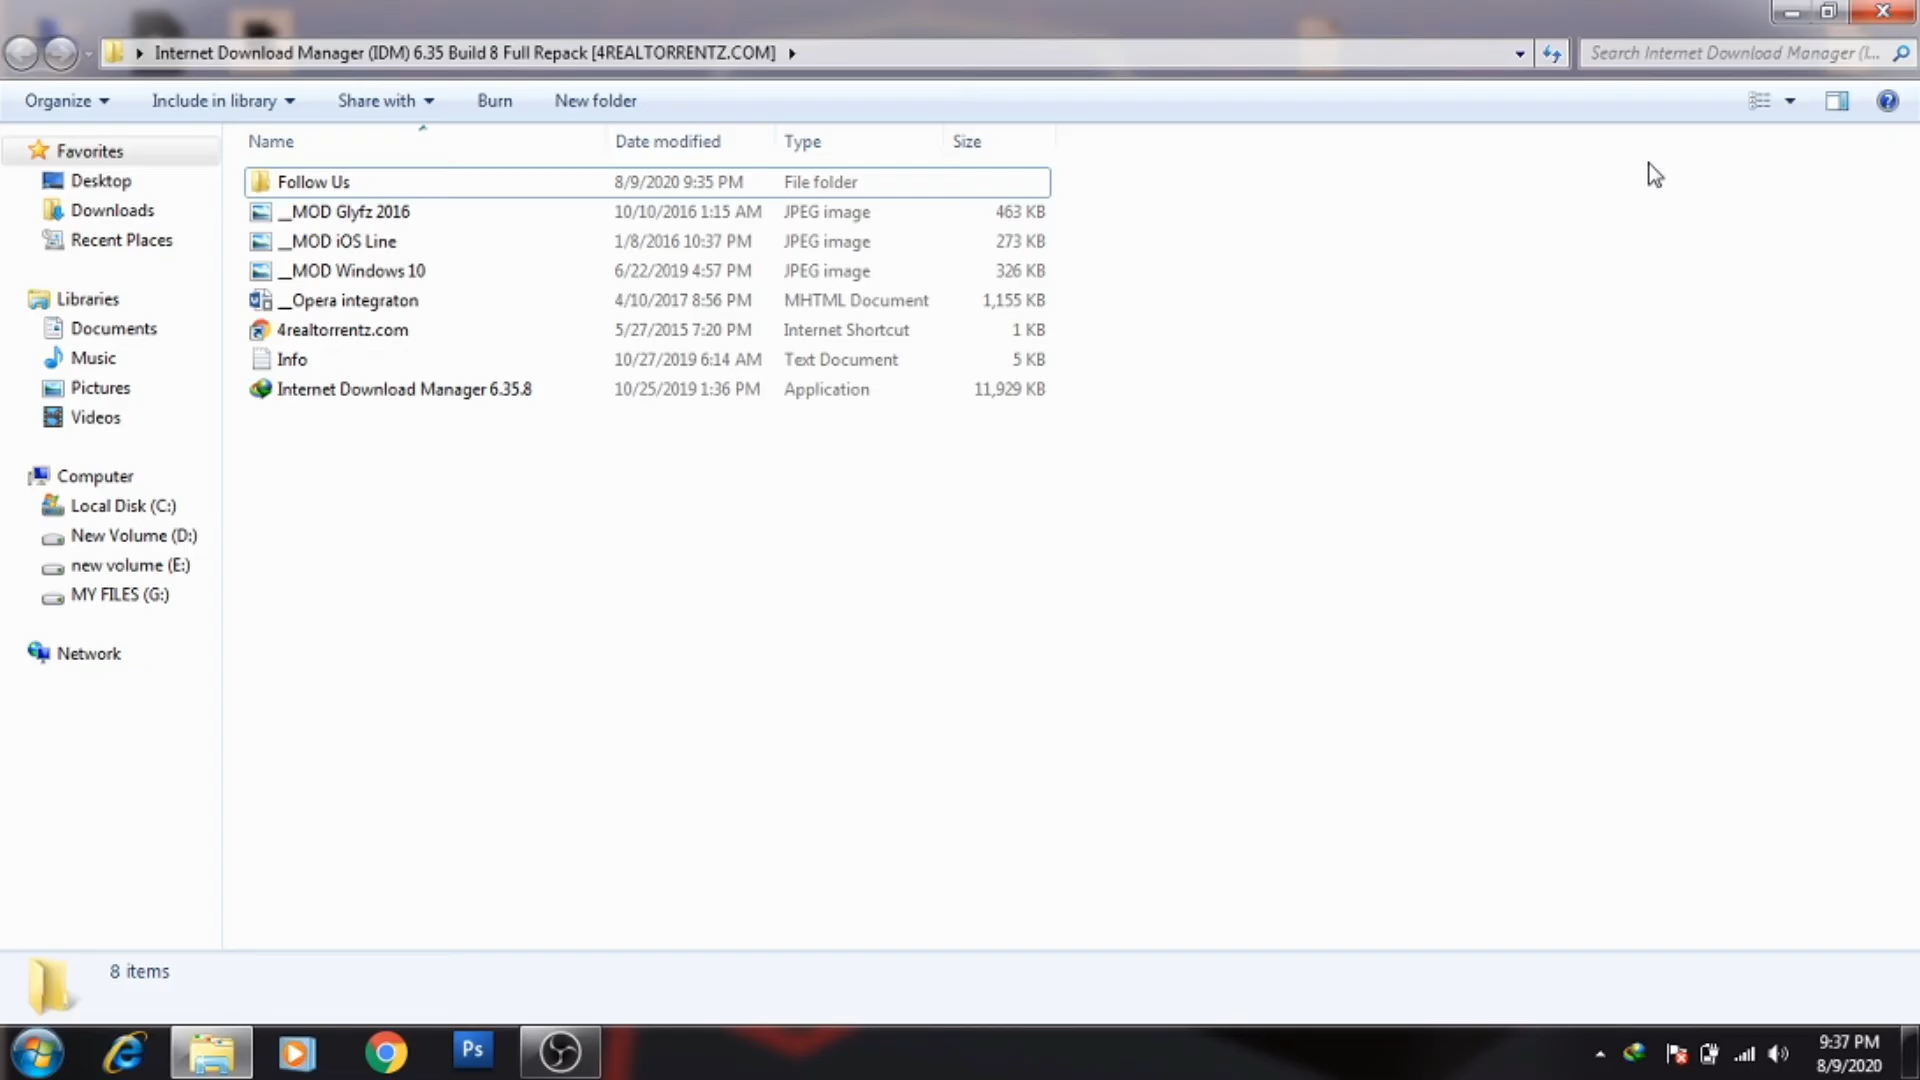 Internet Download Manager (IDM) 6.35 Build 8 Full Repack [4REALTORRENTZ.COM]
Search Internet Download Manager (I...
Organize Include in library Share with Burn New folder
Name Date modified Type Size
Favorites
Desktop
Downloads
Recent Places
Libraries
Documents
Music
Pictures
Videos
Computer
Local Disk (C:)
New Volume (D:)
new volume (E:)
MY FILES (G:)
Network
Follow Us 8/9/2020 9:35 PM File folder
__MOD Glyfz 2016 10/10/2016 1:15 AM JPEG image 463 KB
__MOD iOS Line 1/8/2016 10:37 PM JPEG image 273 KB
__MOD Windows 10 6/22/2019 4:57 PM JPEG image 326 KB
__Opera integraton 4/10/2017 8:56 PM MHTML Document 1,155 KB
4realtorrentz.com 5/27/2015 7:20 PM Internet Shortcut 1 KB
Info 10/27/2019 6:14 AM Text Document 5 KB
Internet Download Manager 6.35.8 10/25/2019 1:36 PM Application 11,929 KB
8 items
Ps
9:37 PM
8/9/2020